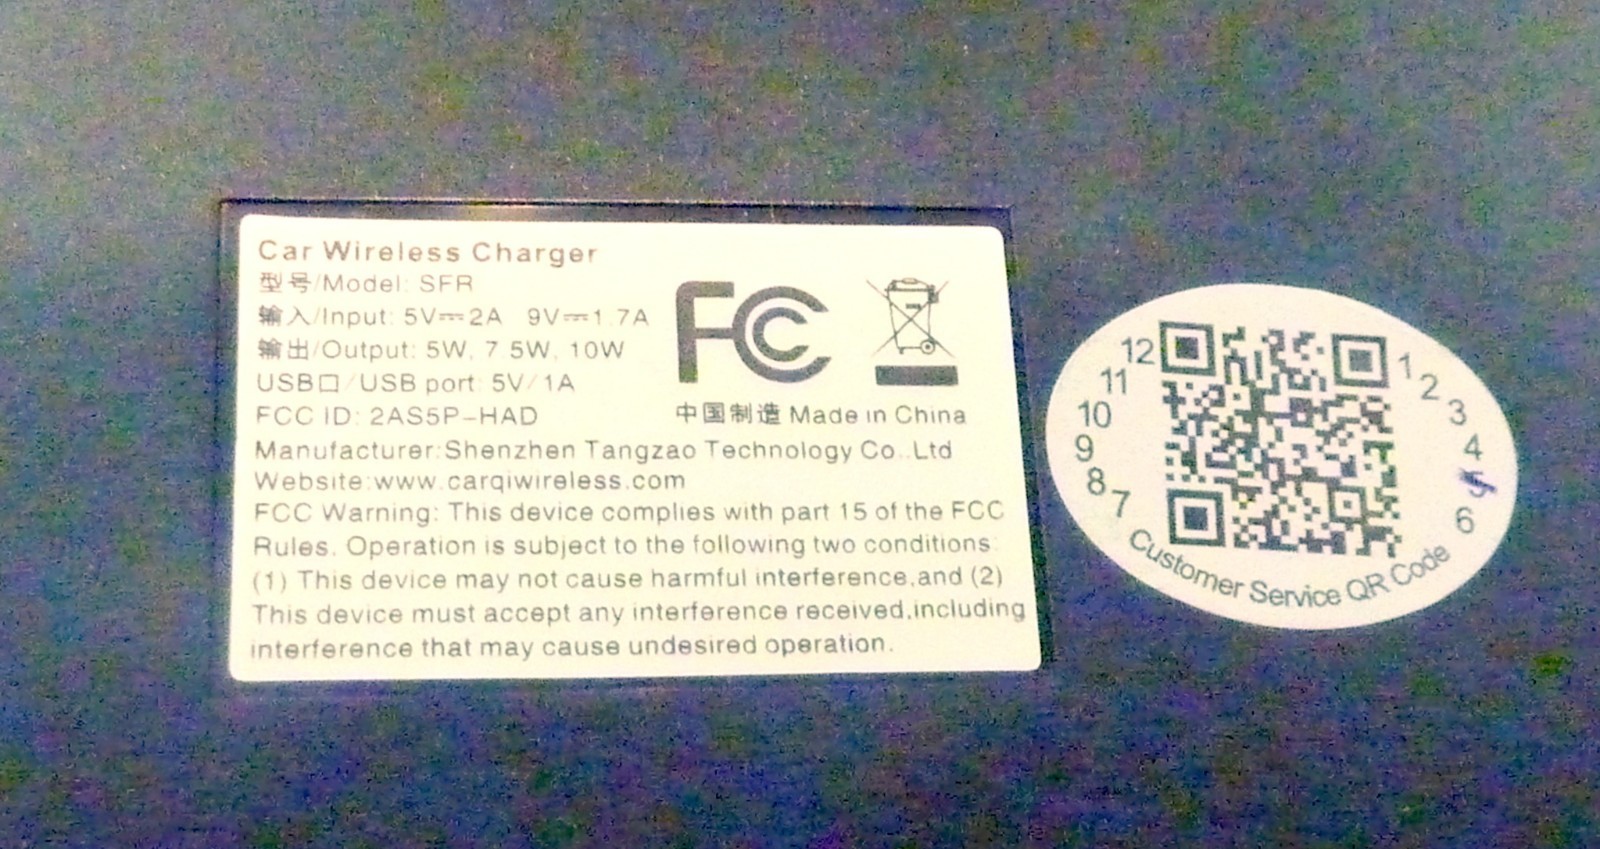 Car Wireless Charger
型号/Model: SFR
输入/Input: 5V⎓2A 9V⎓1.7A
输出/Output: 5W, 7.5W, 10W
USB口/USB port: 5V/1A
FCC ID: 2AS5P-HAD
FC
中国制造 Made in China
Manufacturer:Shenzhen Tangzao Technology Co.,Ltd
Website:www.carqiwireless.com
FCC Warning: This device complies with part 15 of the FCC
Rules. Operation is subject to the following two conditions:
(1) This device may not cause harmful interference,and (2)
This device must accept any interference received,including
interference that may cause undesired operation.
12
11
10
9
8
7
1
2
3
4
5
6
Customer Service QR Code